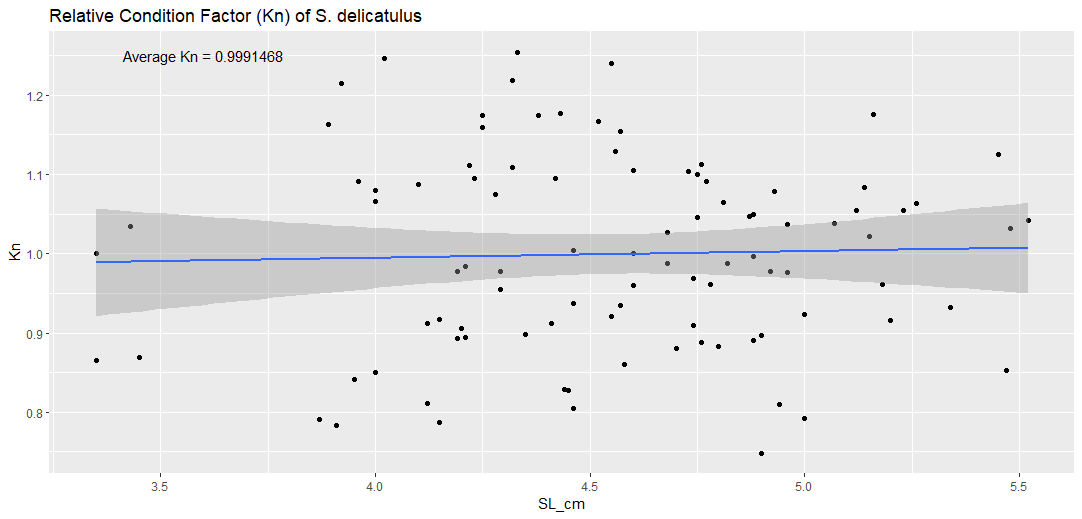 Relative Condition Factor (Kn) of S. delicatulus
Average Kn = 0.9991468
1.2
1.1
1.0
0.9
0.8
Kn
3.5 4.0 4.5 5.0 5.5
SL_cm